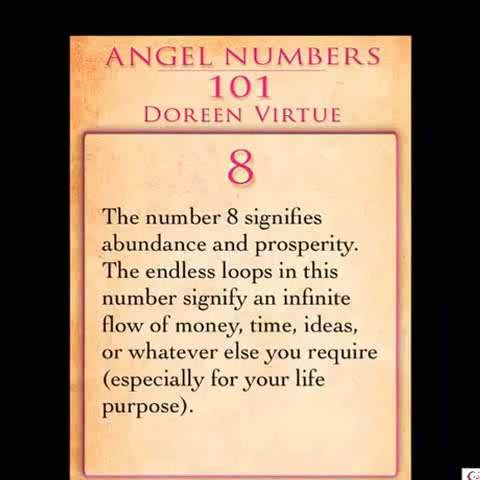 ANGEL NUMBERS
101
DOREEN VIRTUE
8
The number 8 signifies
abundance and prosperity.
The endless loops in this
number signify an infinite
flow of money, time, ideas,
or whatever else you require
(especially for your life
purpose).